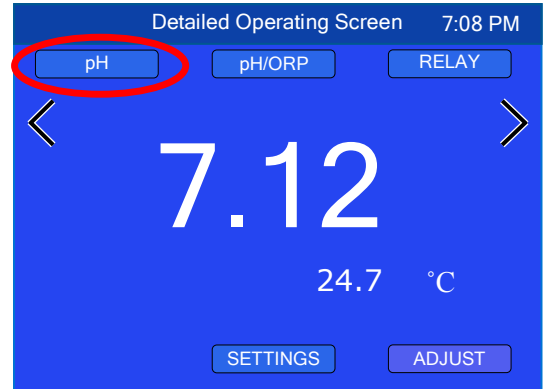 Detailed Operating Screen 7:08 PM
pH pH/ORP RELAY
7.12
24.7 °C
SETTINGS ADJUST